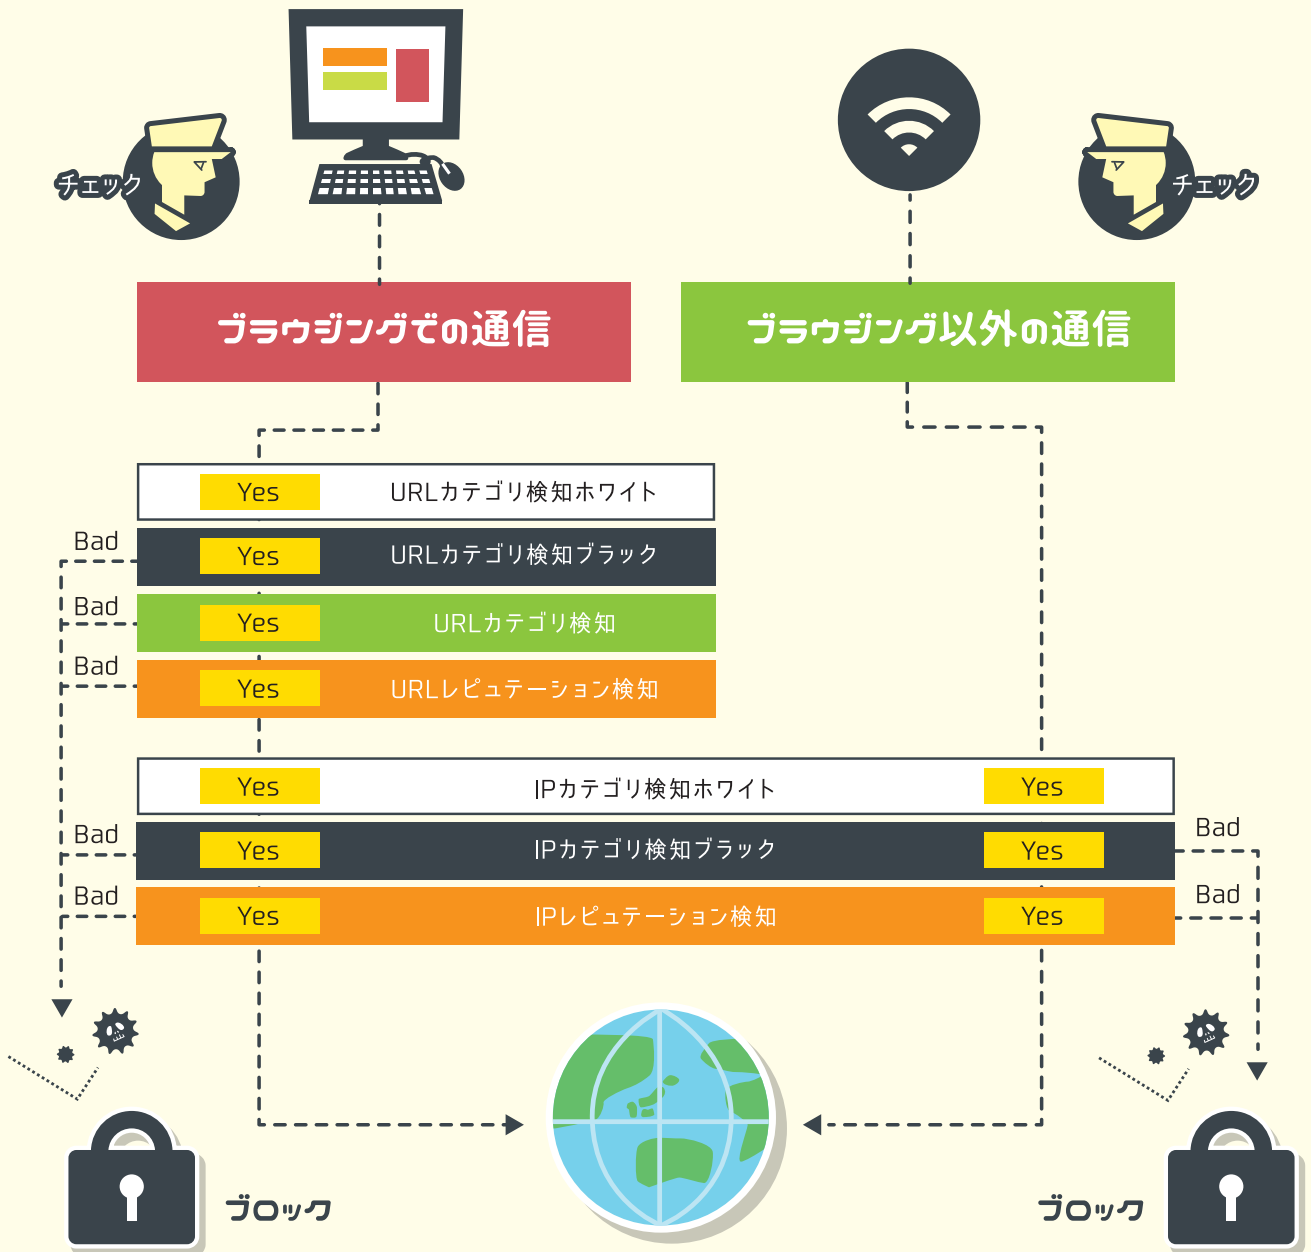 チェック
チェック
ブラウジングでの通信
ブラウジング以外の通信
Yes URLカテゴリ検知ホワイト
Bad
Yes URLカテゴリ検知ブラック
Bad
Yes URLカテゴリ検知
Bad
Yes URLレピュテーション検知
Yes IPカテゴリ検知ホワイト Yes
Bad
Yes IPカテゴリ検知ブラック Yes
Bad
Bad
Yes IPレピュテーション検知 Yes
Bad
ブロック
ブロック